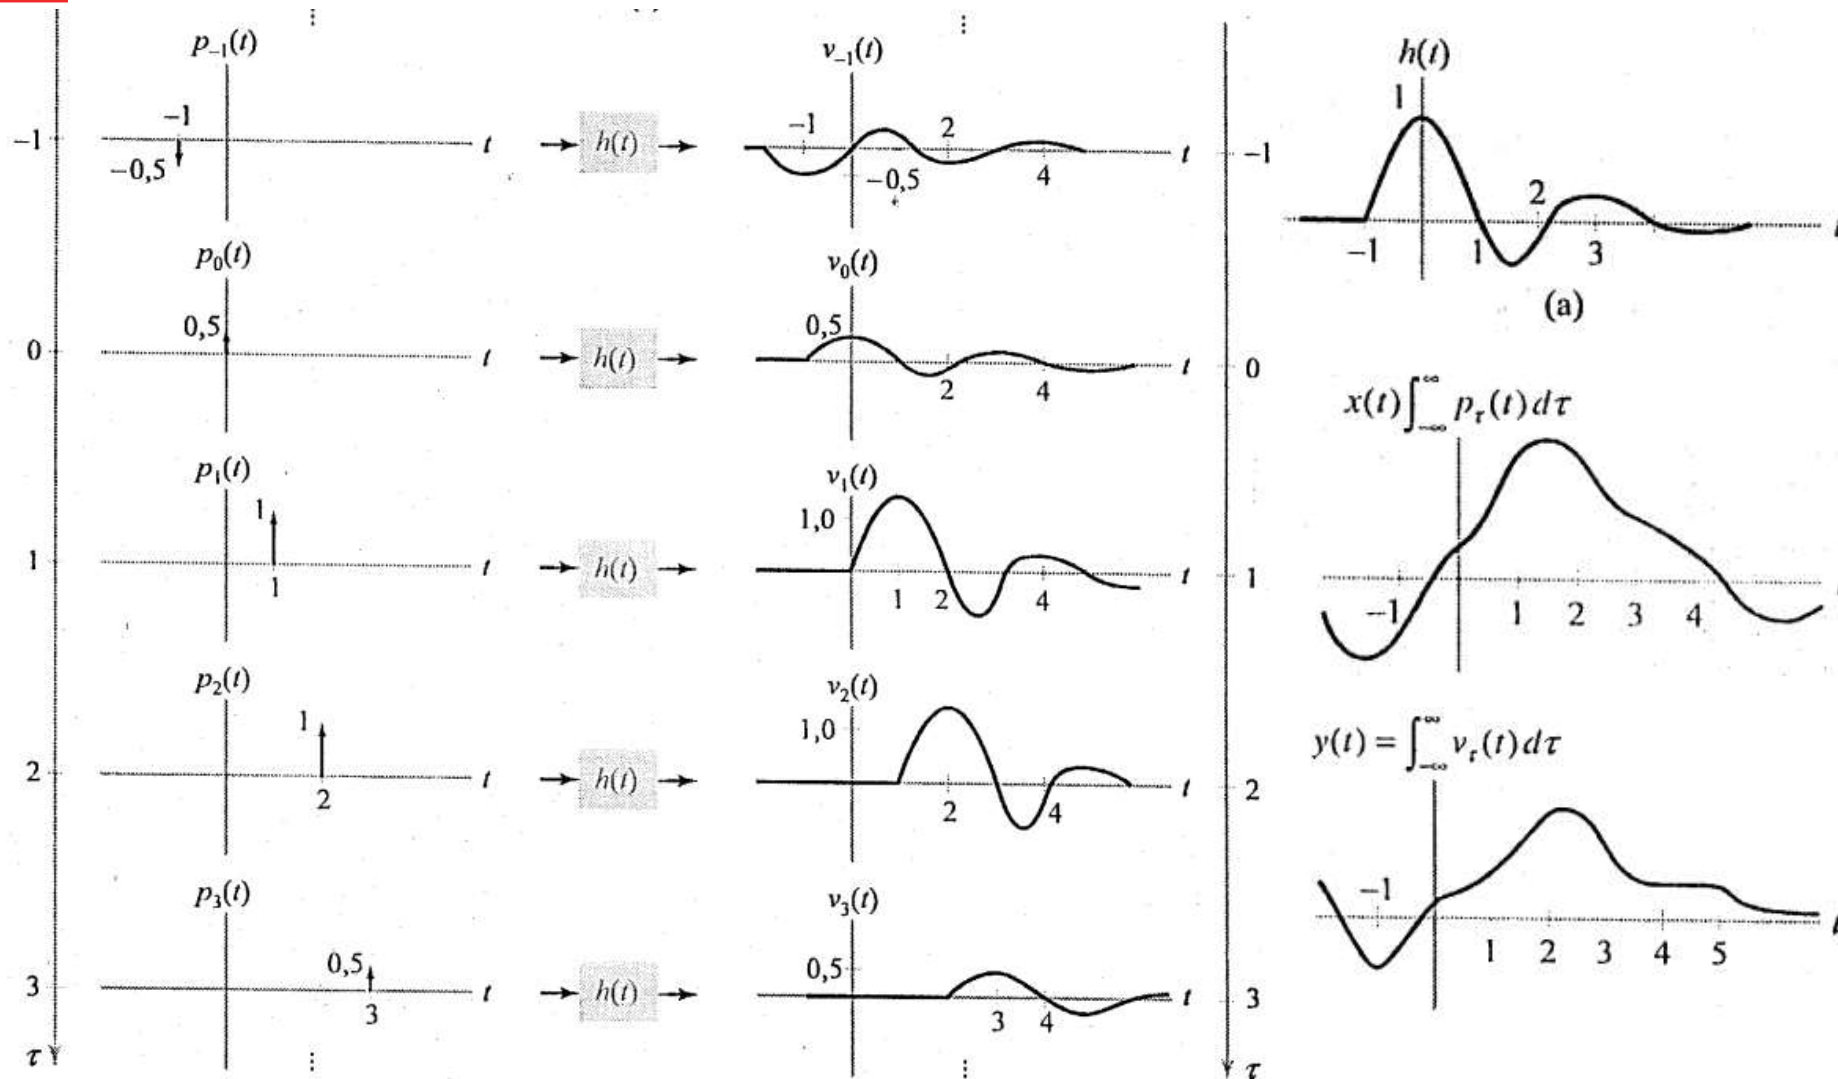 p₋₁(t)
−1
−1
−0,5
t
h(t)
v₋₁(t)
−1
2
−0,5
4
t
−1
p₀(t)
0
0,5
t
h(t)
v₀(t)
0,5
2
4
t
0
p₁(t)
1
1
1
t
h(t)
v₁(t)
1,0
1
2
4
t
1
p₂(t)
2
1
2
t
h(t)
v₂(t)
1,0
2
4
t
2
p₃(t)
3
0,5
3
t
h(t)
v₃(t)
0,5
3
4
t
3
τ
τ
h(t)
1
2
−1
1
3
(a)
x(t)∫_{−∞}^{∞} p_τ(t) dτ
−1
1
2
3
4
y(t) = ∫_{−∞}^{∞} v_τ(t) dτ
−1
1
2
3
4
5